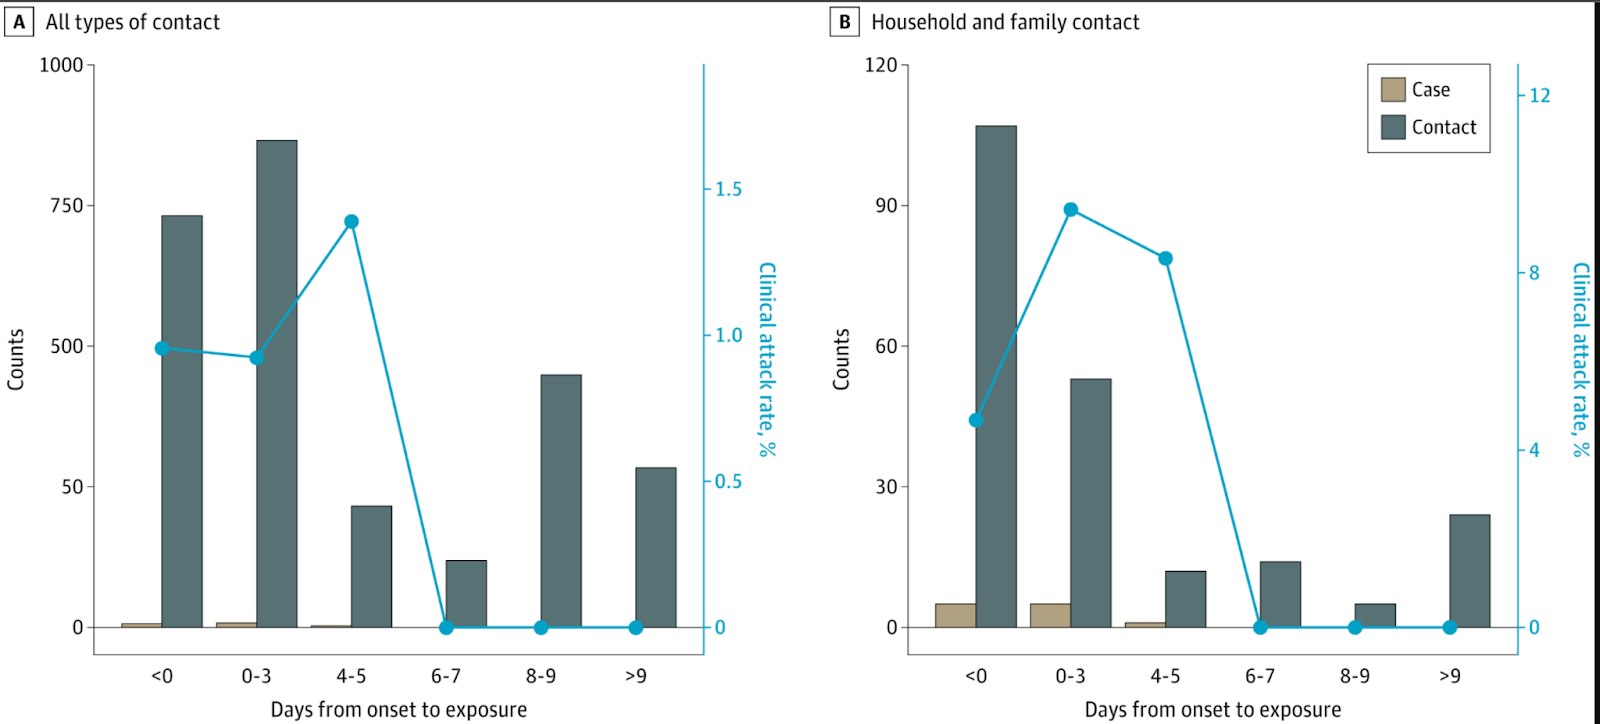 A All types of contact
1000
750
500
50
0
Counts
1.5
1.0
0.5
0
Clinical attack rate, %
<0 0-3 4-5 6-7 8-9 >9
Days from onset to exposure
B Household and family contact
120
90
60
30
0
Counts
Case
Contact
12
8
4
0
Clinical attack rate, %
<0 0-3 4-5 6-7 8-9 >9
Days from onset to exposure